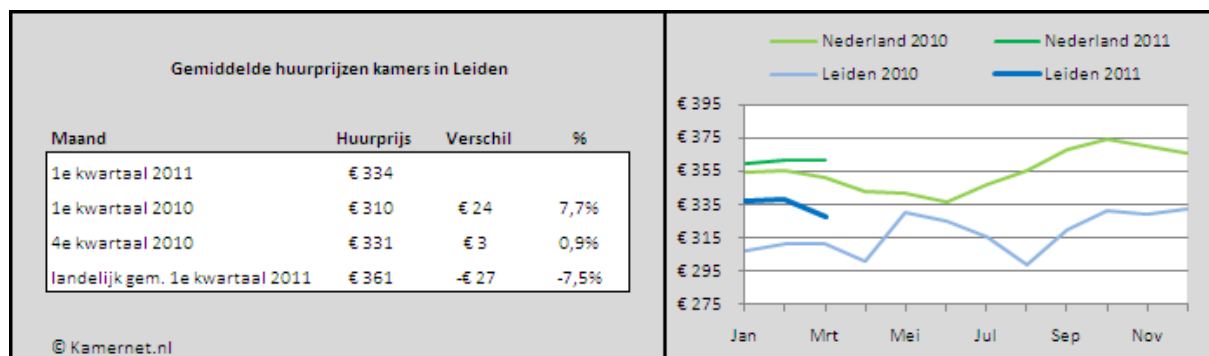 Gemiddelde huurprijzen kamers in Leiden
Maand Huurprijs Verschil %
1e kwartaal 2011 € 334
1e kwartaal 2010 € 310 € 24 7,7%
4e kwartaal 2010 € 331 € 3 0,9%
landelijk gem. 1e kwartaal 2011 € 361 -€ 27 -7,5%
© Kamernet.nl
Nederland 2010 Nederland 2011
Leiden 2010 Leiden 2011
€ 395
€ 375
€ 355
€ 335
€ 315
€ 295
€ 275
Jan Mrt Mei Jul Sep Nov